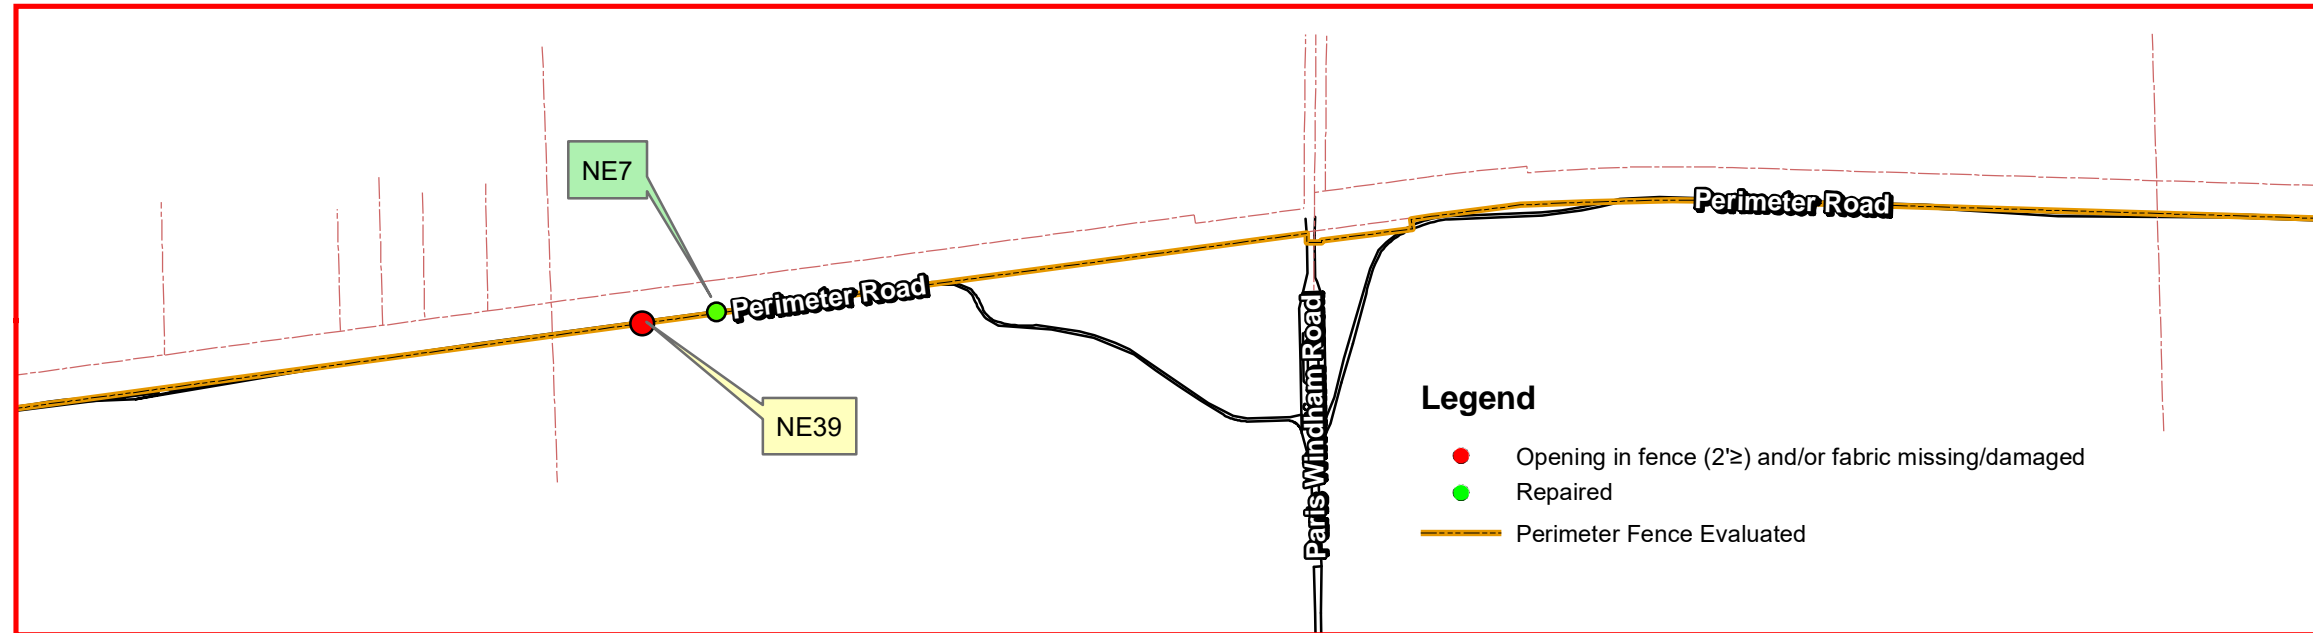 NE7
Perimeter Road
Perimeter Road
NE39
Paris-Windham Road
Legend
Opening in fence (2'≥) and/or fabric missing/damaged
Repaired
Perimeter Fence Evaluated